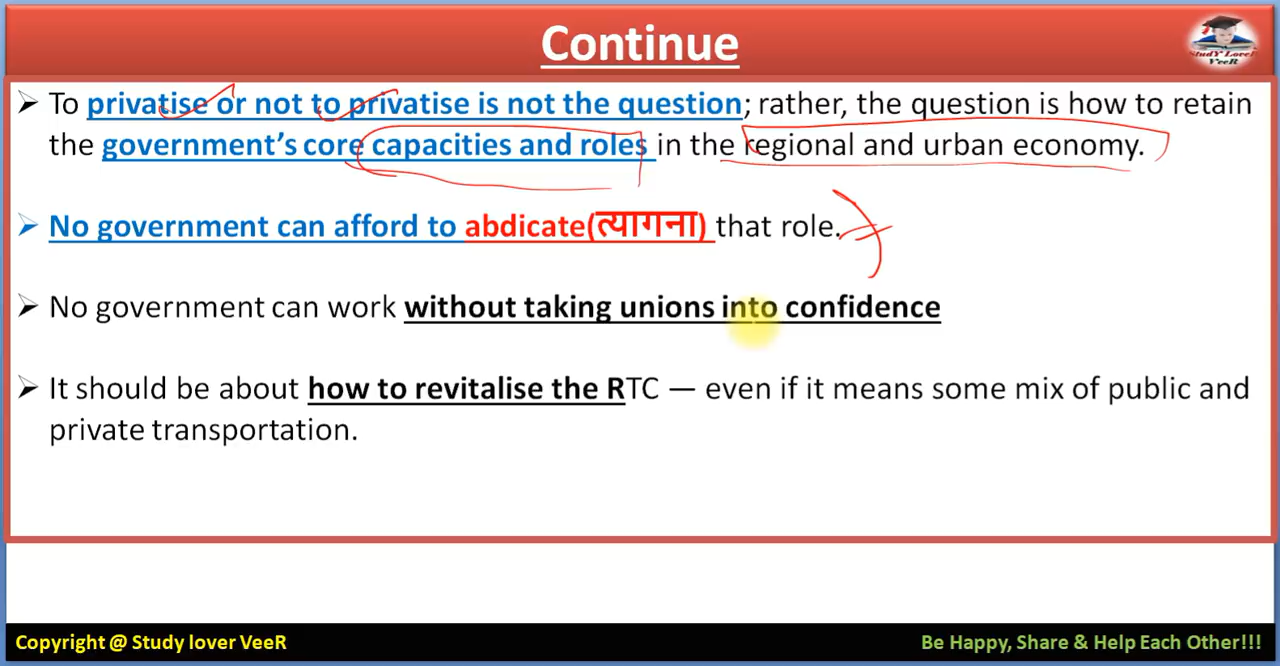 Continue
StudY LoveR
VeeR
➢ To privatise or not to privatise is not the question; rather, the question is how to retain
the government’s core capacities and roles in the regional and urban economy.
➢ No government can afford to abdicate(त्यागना) that role.
➢ No government can work without taking unions into confidence
➢ It should be about how to revitalise the RTC — even if it means some mix of public and
private transportation.
Copyright @ Study lover VeeR
Be Happy, Share & Help Each Other!!!